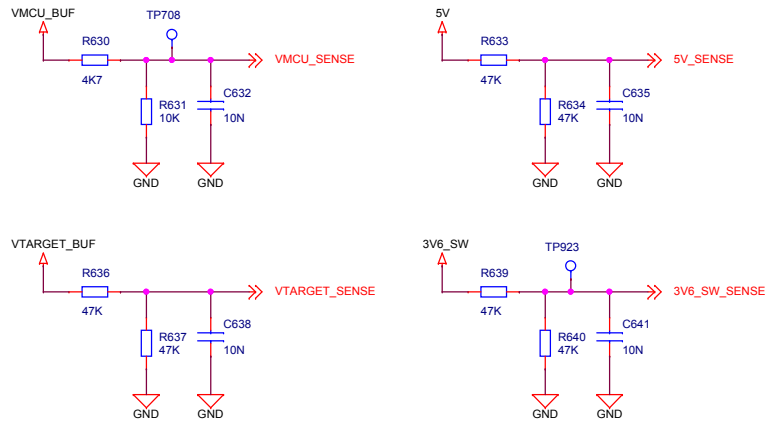 VMCU_BUF
TP708
R630
4K7
VMCU_SENSE
R631
10K
C632
10N
GND
GND
5V
R633
47K
5V_SENSE
R634
47K
C635
10N
GND
GND
VTARGET_BUF
R636
47K
VTARGET_SENSE
R637
47K
C638
10N
GND
GND
3V6_SW
TP923
R639
47K
3V6_SW_SENSE
R640
47K
C641
10N
GND
GND